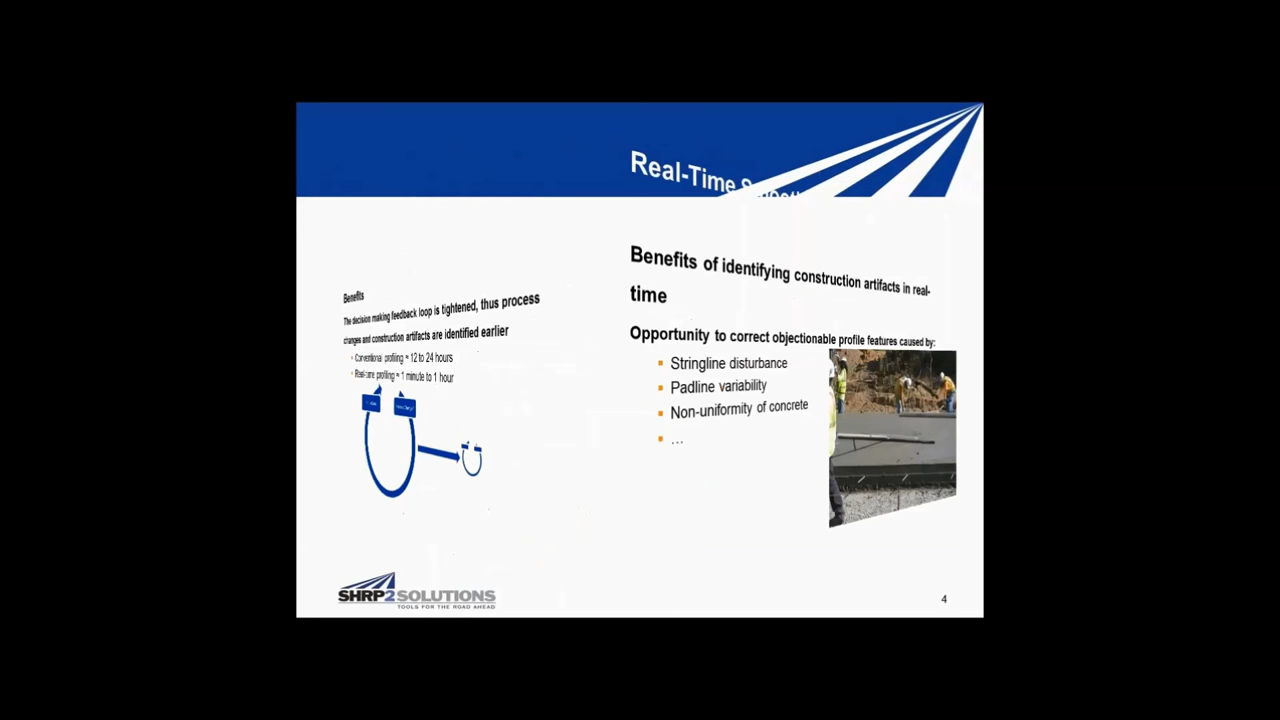 Real-Time
Benefits
The decision making feedback loop is tightened, thus process
changes and construction artifacts are identified earlier
Conventional profiling ≈ 12 to 24 hours
Real-time profiling ≈ 1 minute to 1 hour
Benefits of identifying construction artifacts in real-
time
Opportunity to correct objectionable profile features caused by:
Stringline disturbance
Padline variability
Non-uniformity of concrete
...
SHRP2SOLUTIONS
TOOLS FOR THE ROAD AHEAD
4